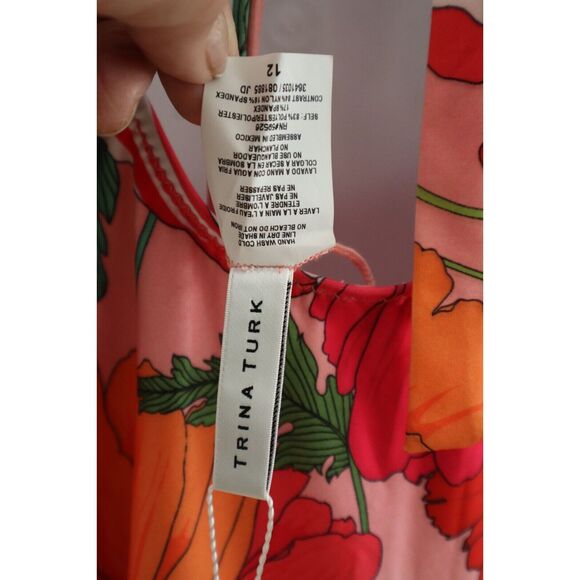 HAND WASH COLD
LINE DRY IN SHADE
NO BLEACH DO NOT IRON
LAVER A LA MAIN A L'EAU FROIDE
ETENDRE A L'OMBRE
NE PAS JAVELLISER
NE PAS REPASSER
LAVADO A MANO CON AGUA FRIA
COLGAR A SECAR EN LA SOMBRA
NO USE BLANQUEADOR
NO PLANCHAR
ASSEMBLED IN MEXICO
RN#59526
SELF: 83% POLYESTER/POLIESTER
17% SPANDEX
CONTRAST 84% NYLON 16% SPANDEX
3641035 / 081885 JD
12
TRINA TURK